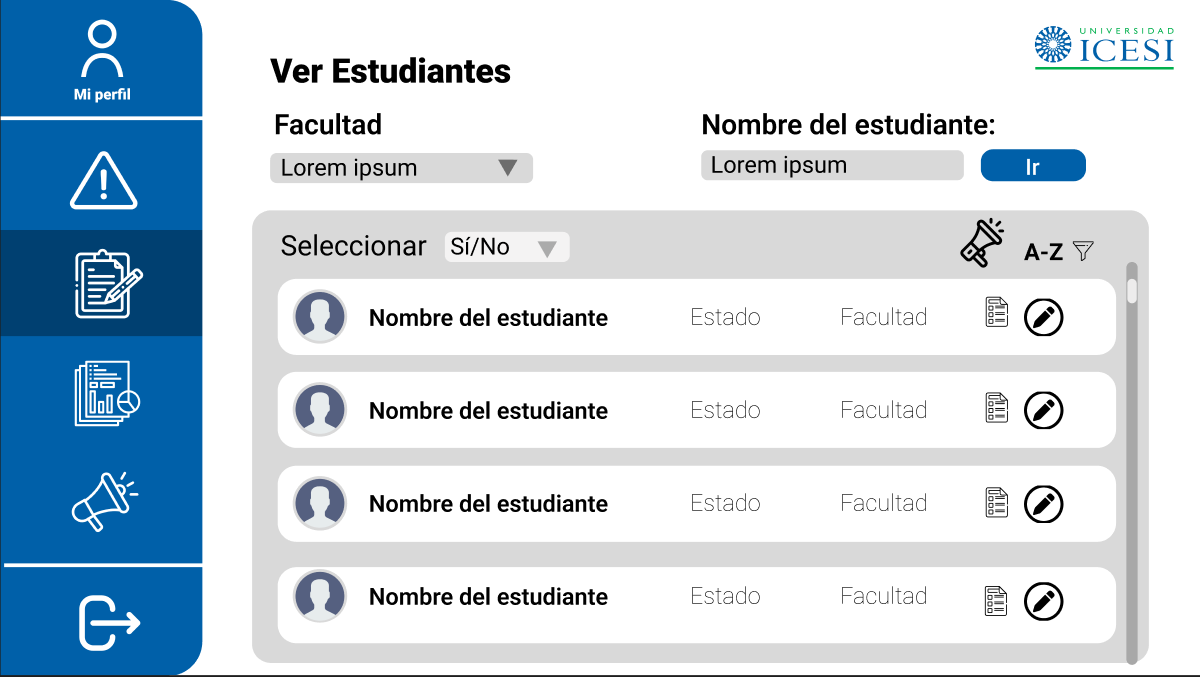 Mi perfil
UNIVERSIDAD
ICESI
Ver Estudiantes
Facultad
Lorem ipsum
Nombre del estudiante:
Lorem ipsum
Ir
Seleccionar
Sí/No
A-Z
Nombre del estudiante Estado Facultad
Nombre del estudiante Estado Facultad
Nombre del estudiante Estado Facultad
Nombre del estudiante Estado Facultad